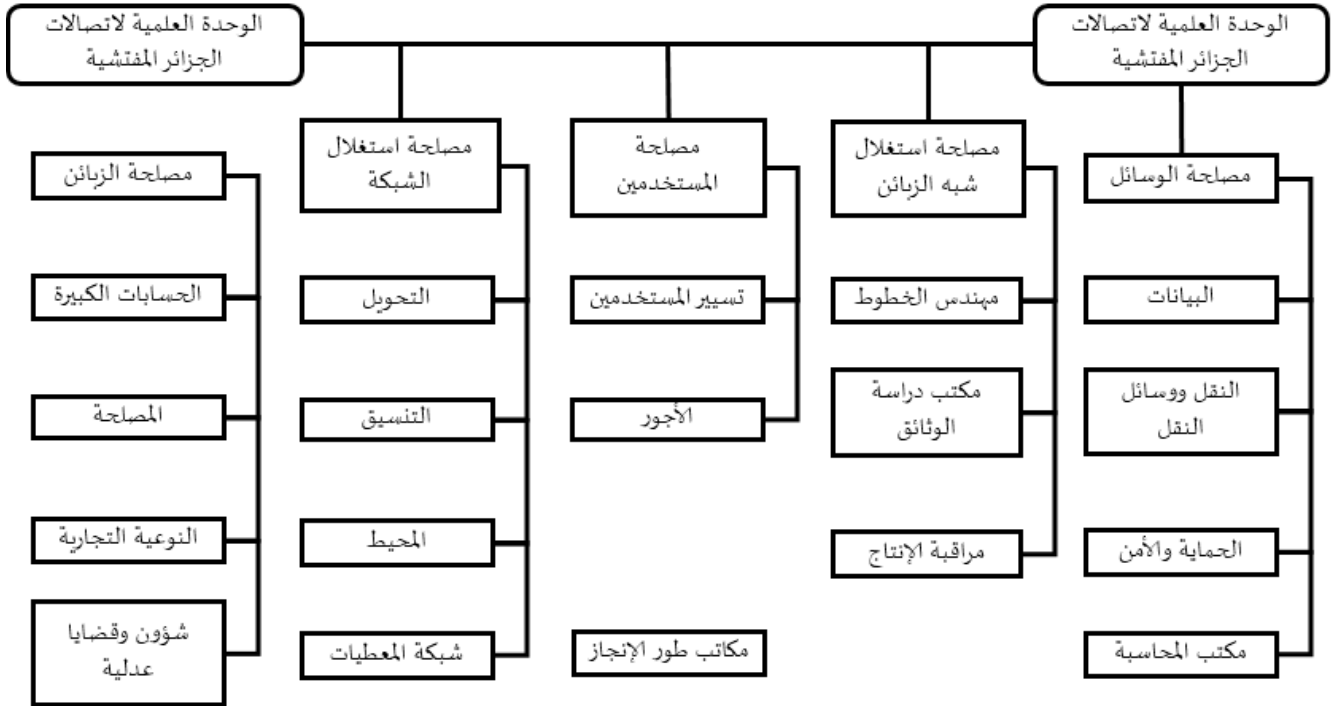 الوحدة العلمية لاتصالات
الجزائر المفتشية
الوحدة العلمية لاتصالات
الجزائر المفتشية
مصلحة الوسائل
البيانات
النقل ووسائل
النقل
الحماية والأمن
مكتب المحاسبة
مصلحة استغلال
شبه الزبائن
مهندس الخطوط
مكتب دراسة
الوثائق
مراقبة الإنتاج
مصلحة
المستخدمين
تسيير المستخدمين
الأجور
مكاتب طور الإنجاز
مصلحة استغلال
الشبكة
التحويل
التنسيق
المحيط
شبكة المعطيات
مصلحة الزبائن
الحسابات الكبيرة
المصلحة
النوعية التجارية
شؤون وقضايا
عدلية